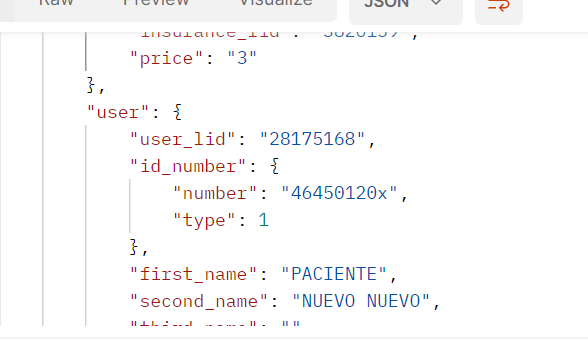 Raw Preview Visualize JSON
"insurance_lid": "5820159",
"price": "3"
},
"user": {
"user_lid": "28175168",
"id_number": {
"number": "46450120x",
"type": 1
},
"first_name": "PACIENTE",
"second_name": "NUEVO NUEVO",
"third_name": ""